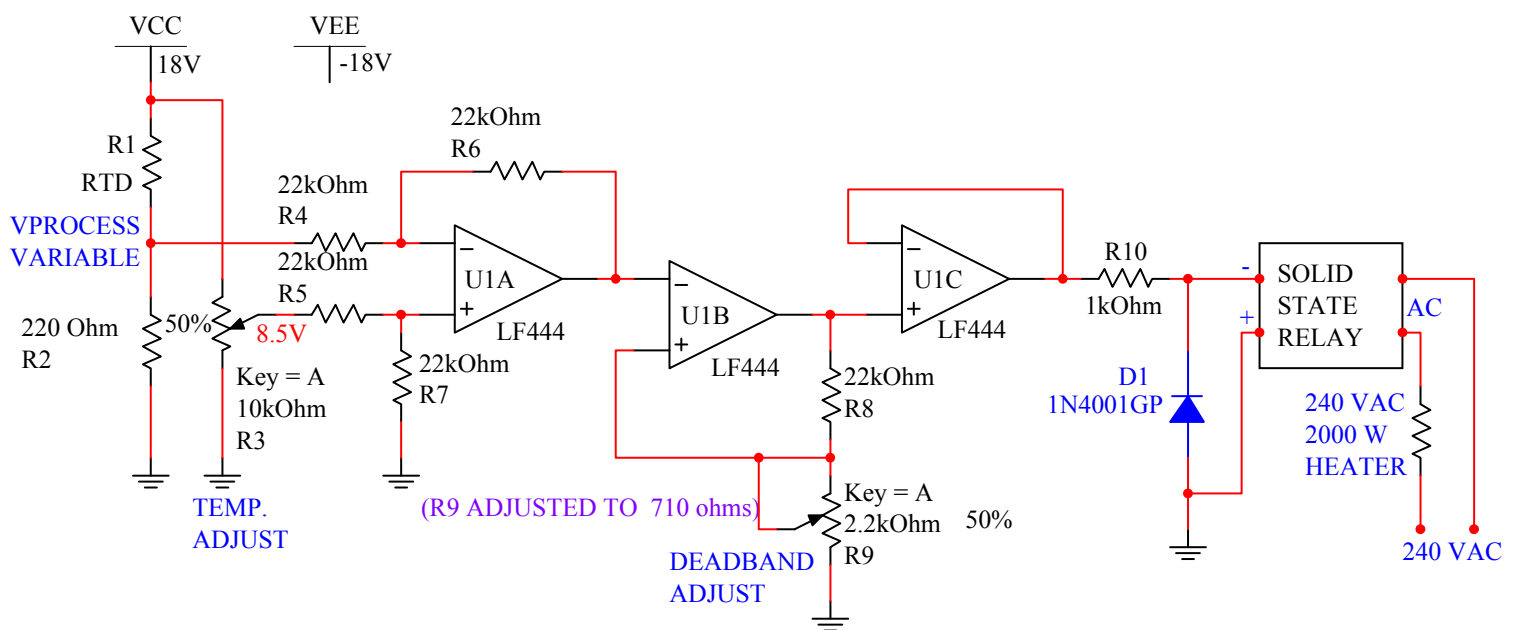 VCC
18V
VEE
-18V
R1
RTD
VPROCESS
VARIABLE
220 Ohm
R2
50%
8.5V
Key = A
10kOhm
R3
TEMP.
ADJUST
22kOhm
R4
22kOhm
R5
22kOhm
R6
22kOhm
R7
−
+
U1A
LF444
−
+
U1B
LF444
22kOhm
R8
(R9 ADJUSTED TO 710 ohms)
Key = A
2.2kOhm
50%
R9
DEADBAND
ADJUST
−
+
U1C
LF444
R10
1kOhm
D1
1N4001GP
-
+
SOLID
STATE
RELAY
AC
240 VAC
2000 W
HEATER
240 VAC